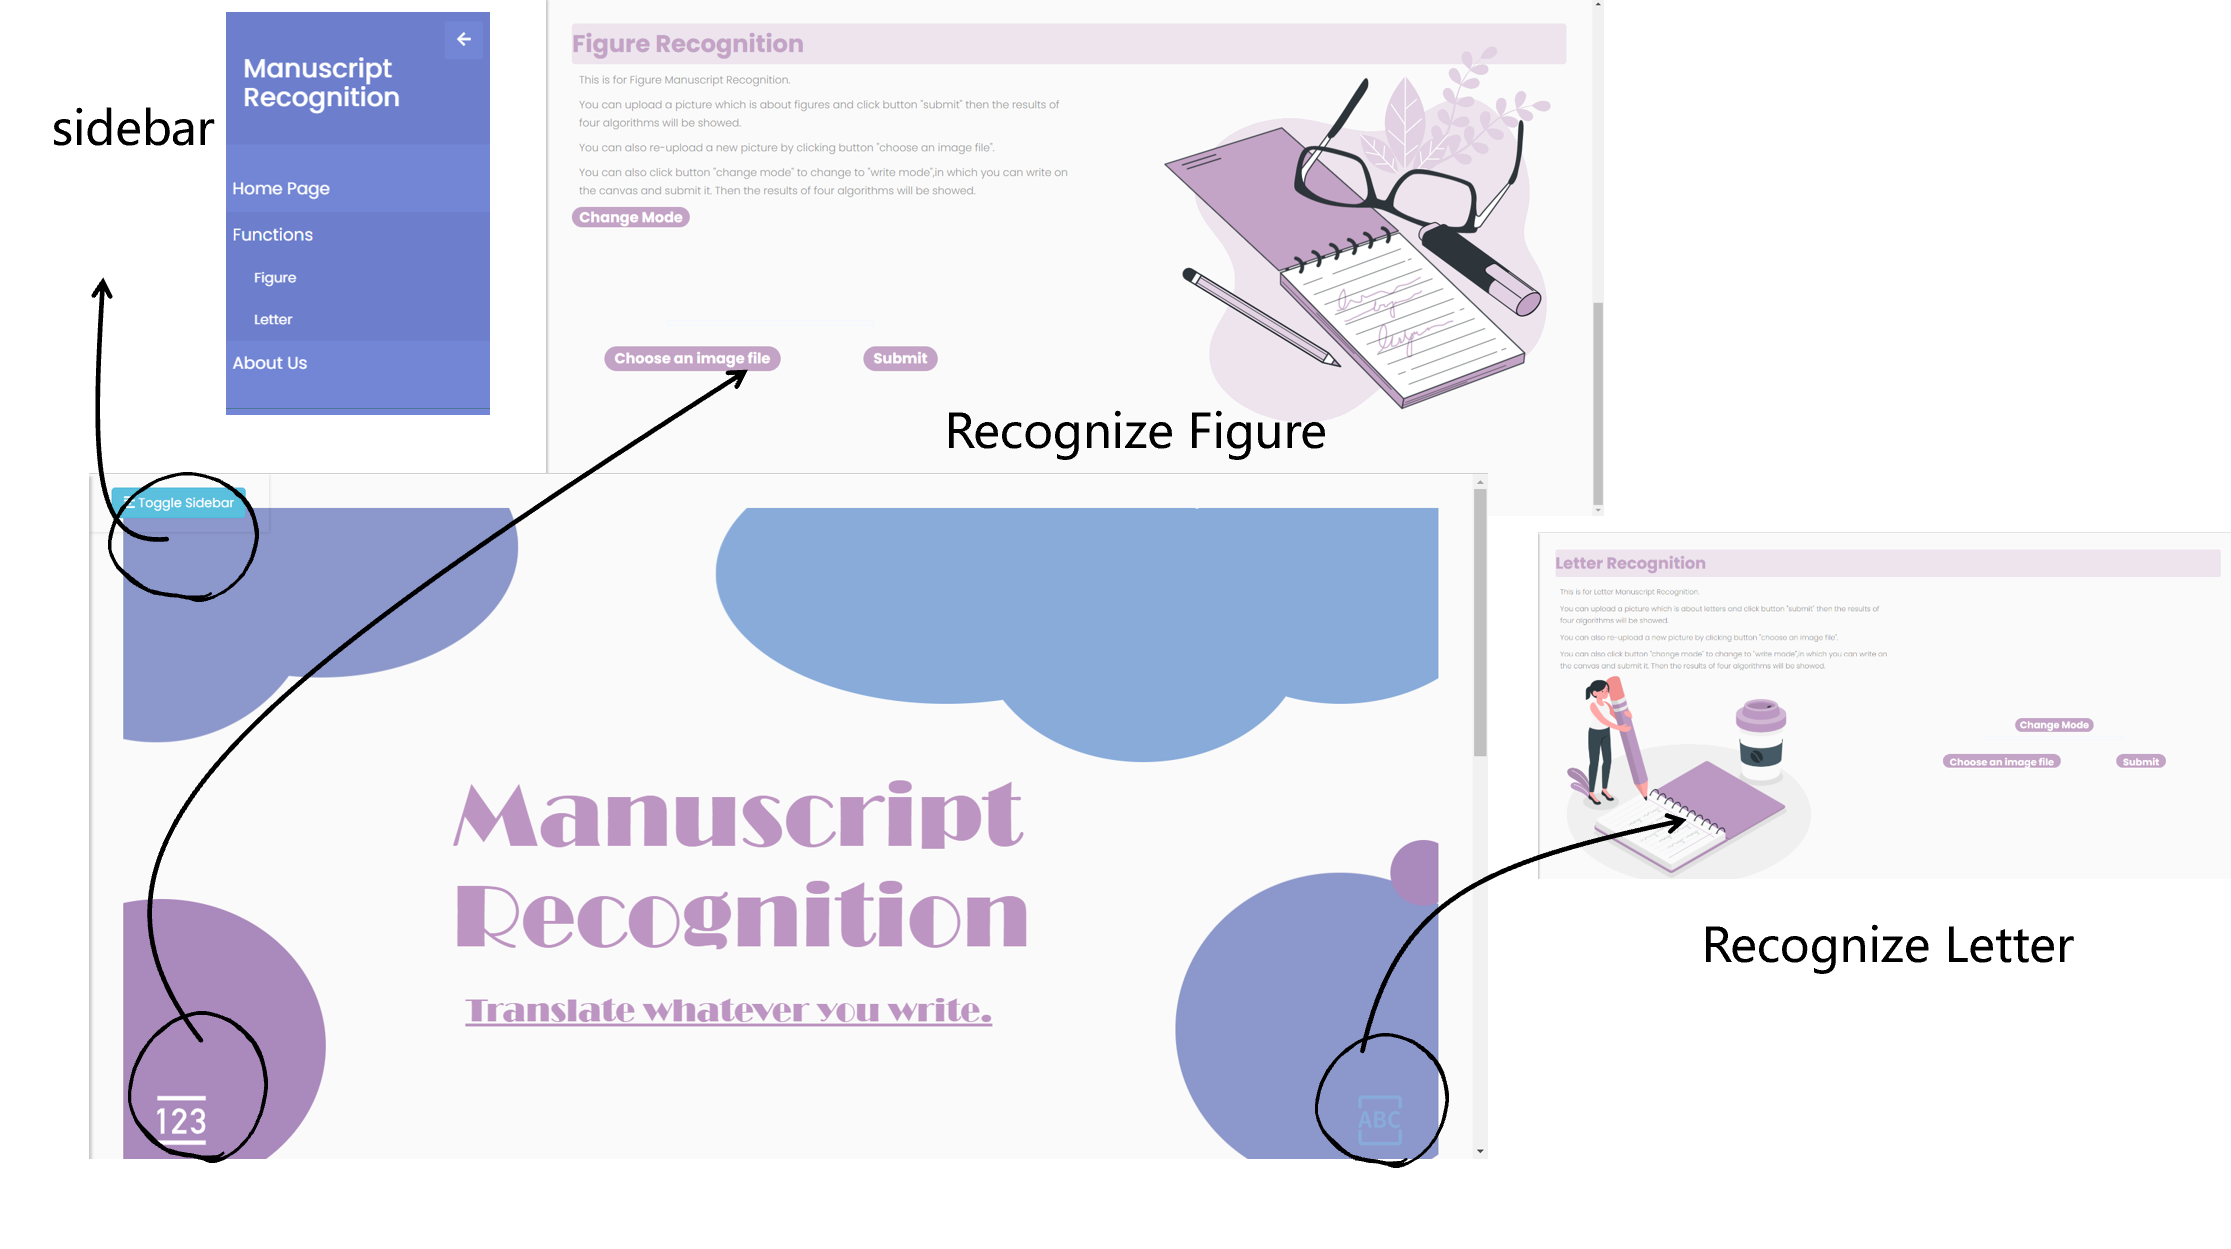 sidebar
Manuscript
Recognition
Home Page
Functions
Figure
Letter
About Us
Figure Recognition
This is for Figure Manuscript Recognition.
You can upload a picture which is about figures and click button "submit" then the results of
four algorithms will be showed.
You can also re-upload a new picture by clicking button "choose an image file".
You can also click button "change mode" to change to "write mode",in which you can write on
the canvas and submit it. Then the results of four algorithms will be showed.
Change Mode
Choose an image file
Submit
Recognize Figure
Toggle Sidebar
Manuscript
Recognition
Translate whatever you write.
123
ABC
Letter Recognition
This is for Letter Manuscript Recognition.
You can upload a picture which is about letters and click button "submit" then the results of
four algorithms will be showed.
You can also re-upload a new picture by clicking button "choose an image file".
You can also click button "change mode" to change to "write mode",in which you can write on
the canvas and submit it. Then the results of four algorithms will be showed.
Change Mode
Choose an image file
Submit
Recognize Letter